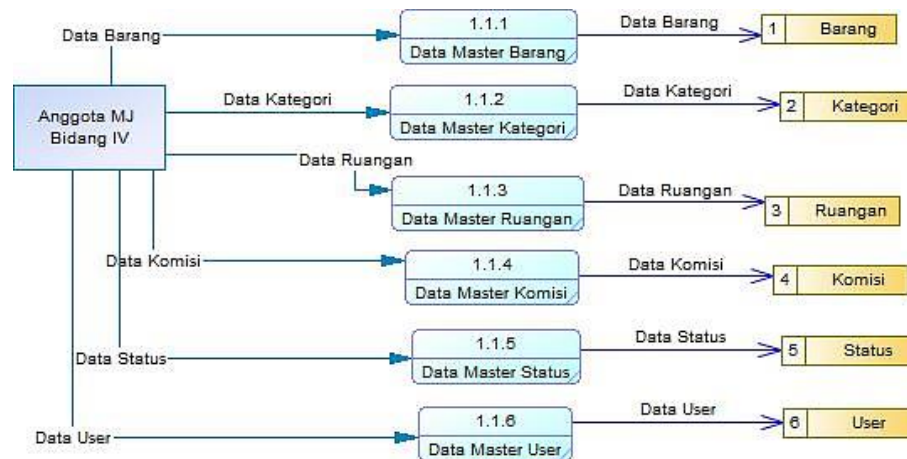 Data Barang
1.1.1
Data Master Barang
Data Barang
1 Barang
Anggota MJ
Bidang IV
Data Kategori
1.1.2
Data Master Kategori
Data Kategori
2 Kategori
Data Ruangan
1.1.3
Data Master Ruangan
Data Ruangan
3 Ruangan
Data Komisi
1.1.4
Data Master Komisi
Data Komisi
4 Komisi
Data Status
1.1.5
Data Master Status
Data Status
5 Status
Data User
1.1.6
Data Master User
Data User
6 User